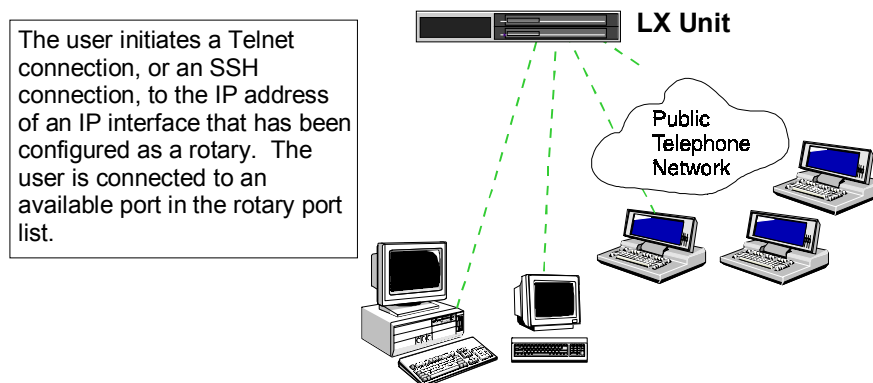 The user initiates a Telnet
connection, or an SSH
connection, to the IP address
of an IP interface that has been
configured as a rotary.  The
user is connected to an
available port in the rotary port
list.
LX Unit
Public
Telephone
Network